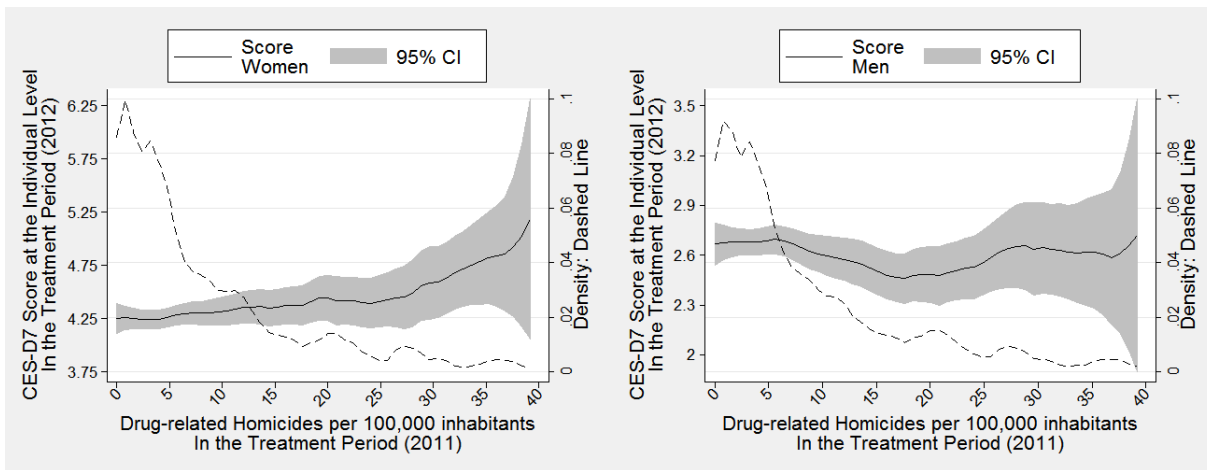 Score
Women
95% CI
CES-D7 Score at the Individual Level
In the Treatment Period (2012)
6.25
5.75
5.25
4.75
4.25
3.75
.1
.08
.06
.04
.02
0
Density: Dashed Line
0
5
10
15
20
25
30
35
40
Drug-related Homicides per 100,000 inhabitants
In the Treatment Period (2011)
Score
Men
95% CI
CES-D7 Score at the Individual Level
In the Treatment Period (2012)
3.5
3.2
2.9
2.6
2.3
2
.1
.08
.06
.04
.02
0
Density: Dashed Line
0
5
10
15
20
25
30
35
40
Drug-related Homicides per 100,000 inhabitants
In the Treatment Period (2011)